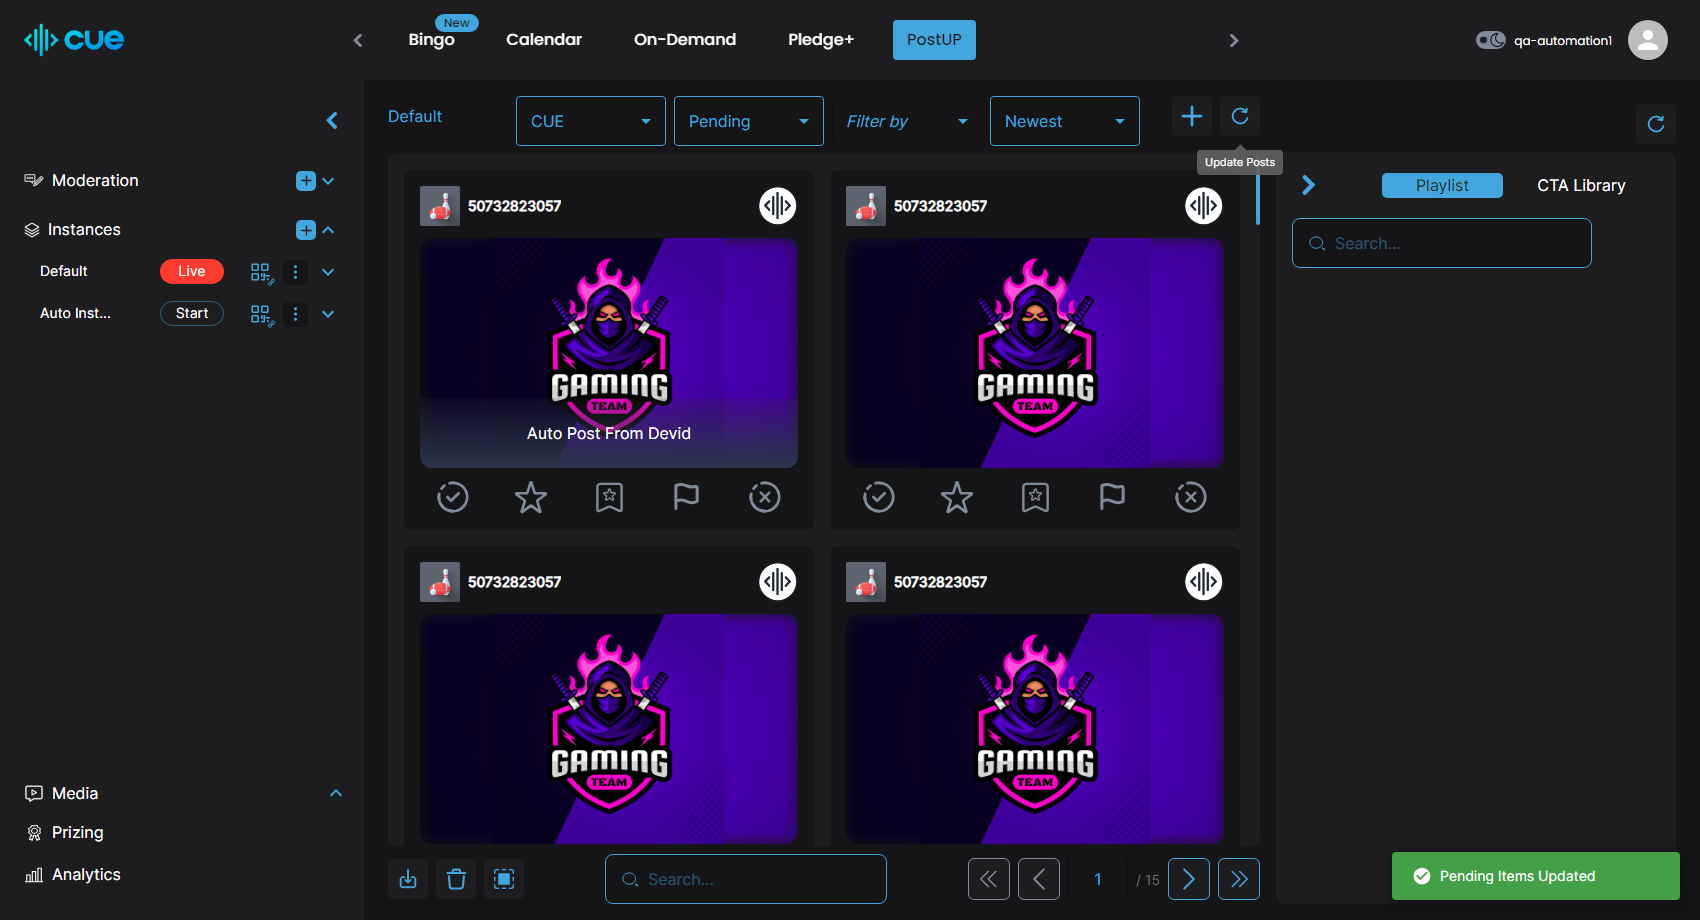 cue
New
Bingo
Calendar
On-Demand
Pledge+
PostUP
qa-automation1
Default
CUE
Pending
Filter by
Newest
Update Posts
Moderation
Instances
Default
Live
Auto Inst...
Start
Media
Prizing
Analytics
50732823057
GAMING
TEAM
Auto Post From Devid
50732823057
GAMING
TEAM
50732823057
GAMING
TEAM
50732823057
GAMING
TEAM
Search...
1
/ 15
Playlist
CTA Library
Search...
Pending Items Updated